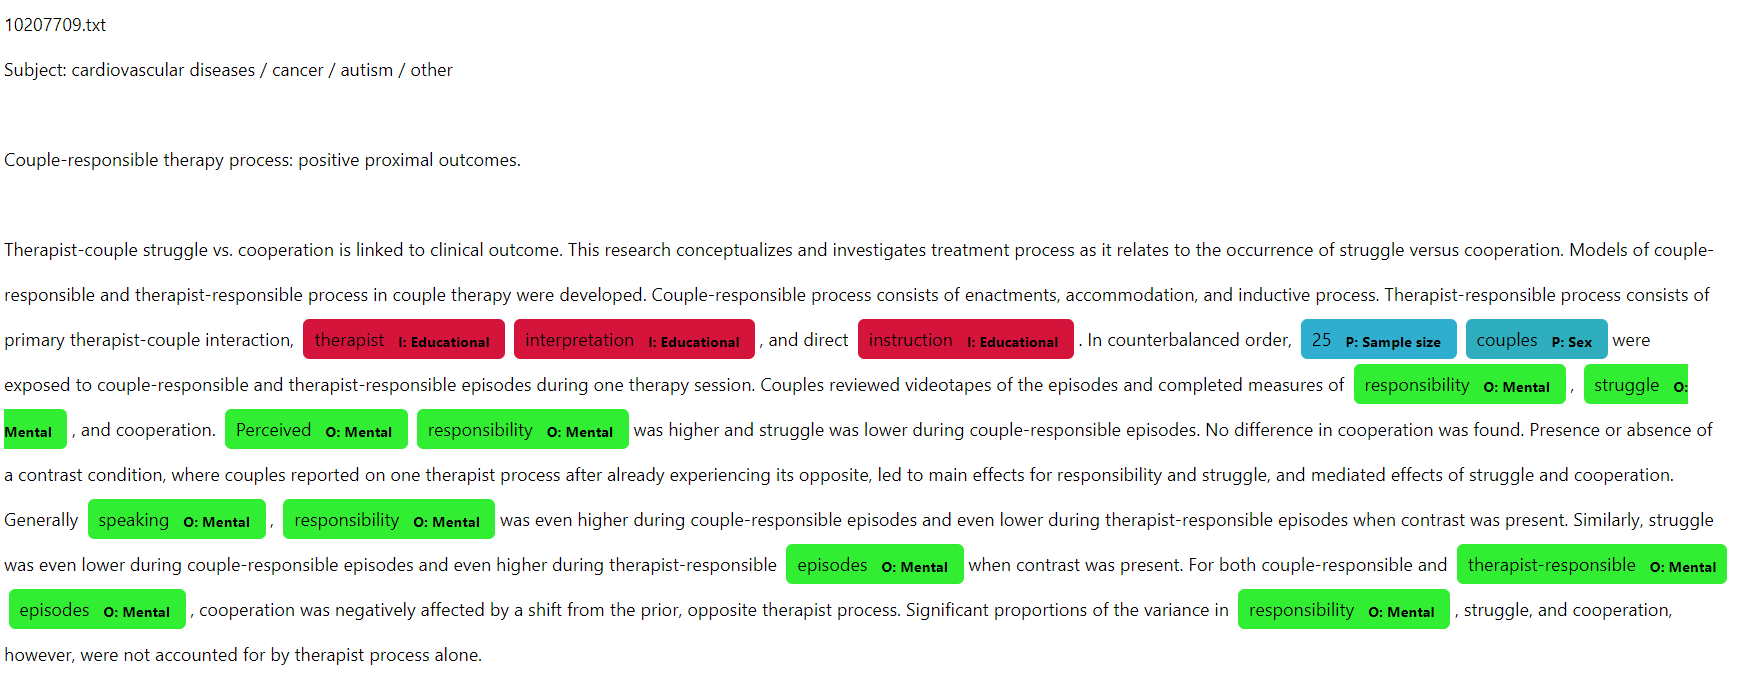 10207709.txt
Subject: cardiovascular diseases / cancer / autism / other
Couple-responsible therapy process: positive proximal outcomes.
Therapist-couple struggle vs. cooperation is linked to clinical outcome. This research conceptualizes and investigates treatment process as it relates to the occurrence of struggle versus cooperation. Models of couple-
responsible and therapist-responsible process in couple therapy were developed. Couple-responsible process consists of enactments, accommodation, and inductive process. Therapist-responsible process consists of
primary therapist-couple interaction, therapist I: Educational interpretation I: Educational , and direct instruction I: Educational . In counterbalanced order, 25 P: Sample size couples P: Sex were
exposed to couple-responsible and therapist-responsible episodes during one therapy session. Couples reviewed videotapes of the episodes and completed measures of responsibility O: Mental , struggle O:
Mental , and cooperation. Perceived O: Mental responsibility O: Mental was higher and struggle was lower during couple-responsible episodes. No difference in cooperation was found. Presence or absence of
a contrast condition, where couples reported on one therapist process after already experiencing its opposite, led to main effects for responsibility and struggle, and mediated effects of struggle and cooperation.
Generally speaking O: Mental , responsibility O: Mental was even higher during couple-responsible episodes and even lower during therapist-responsible episodes when contrast was present. Similarly, struggle
was even lower during couple-responsible episodes and even higher during therapist-responsible episodes O: Mental when contrast was present. For both couple-responsible and therapist-responsible O: Mental
episodes O: Mental , cooperation was negatively affected by a shift from the prior, opposite therapist process. Significant proportions of the variance in responsibility O: Mental , struggle, and cooperation,
however, were not accounted for by therapist process alone.